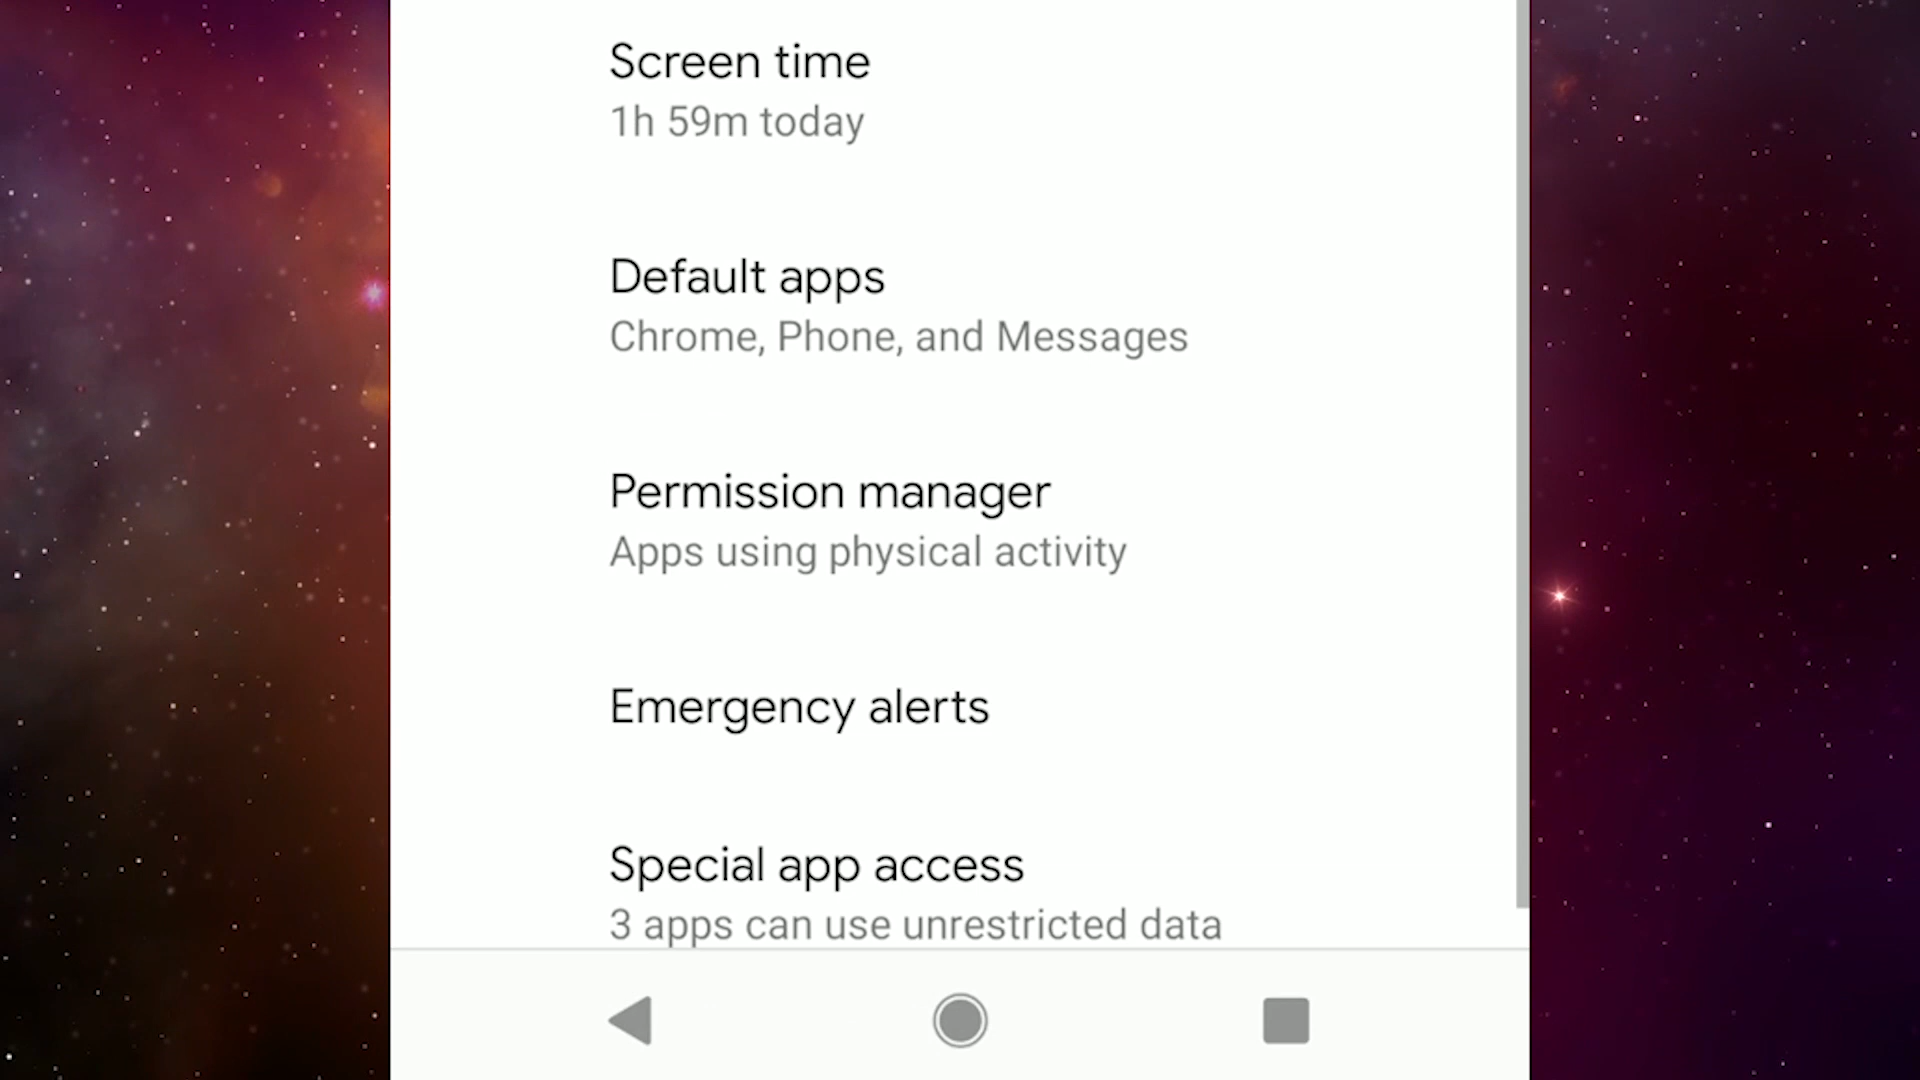 Screen time
1h 59m today
Default apps
Chrome, Phone, and Messages
Permission manager
Apps using physical activity
Emergency alerts
Special app access
3 apps can use unrestricted data